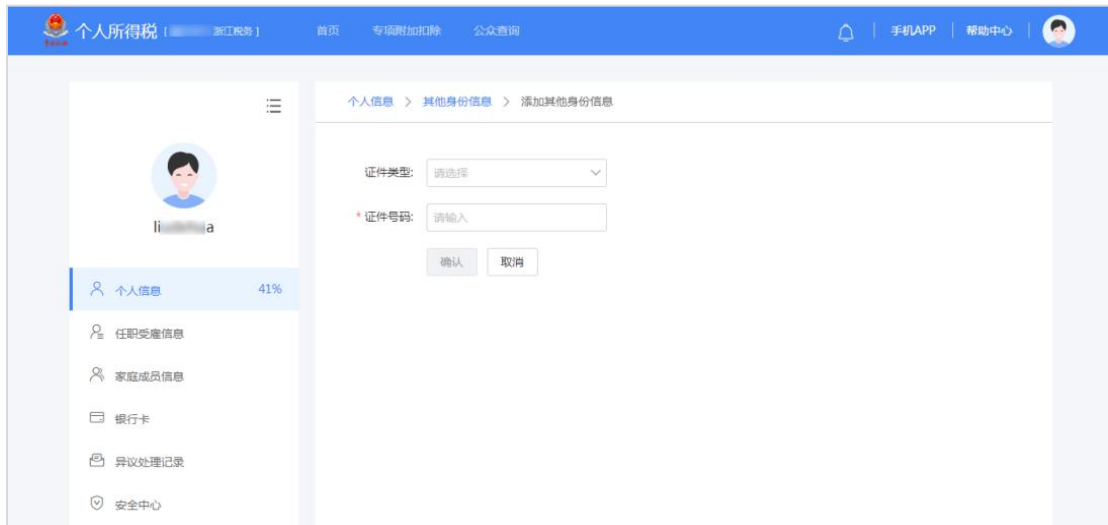 个人所得税 [ 浙江税务 ] 首页 专项附加扣除 公众查询 手机APP 帮助中心
个人信息 > 其他身份信息 > 添加其他身份信息
证件类型: 请选择
* 证件号码: 请输入
确认 取消
li a
个人信息 41%
任职受雇信息
家庭成员信息
银行卡
异议处理记录
安全中心